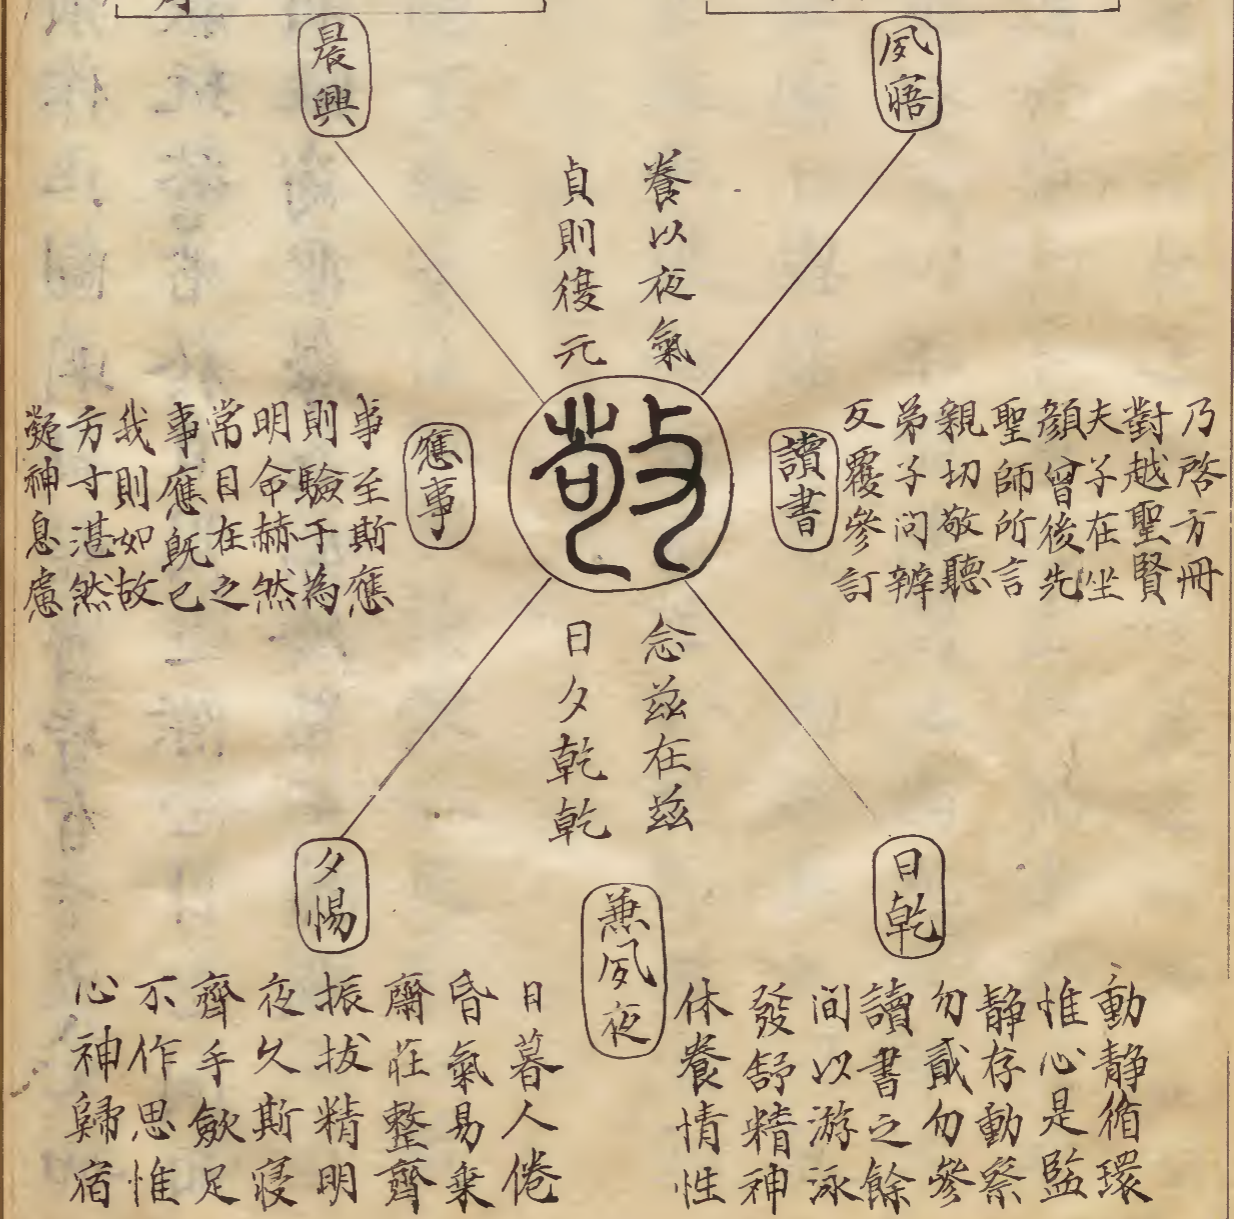 夙寤
晨興
養以夜氣
貞則復元
敬
讀書
乃啓方冊
對越聖賢
夫子在坐
顏曾後先
聖師所言
親切敬聽
弟子問辨
反覆參訂
應事
事至斯應
則驗于為
明命赫然
常目在之
事應既已
我則如故
方寸湛然
凝神息慮
念茲在茲
日夕乾乾
日乾
動静循環
惟心是監
静存動察
勿貳勿參
讀書之餘
間以游泳
發舒精神
休養情性
兼夙夜
夕惕
日暮人倦
昏氣易乗
齋莊整齊
振拔精明
夜久斯寝
齊手斂足
不作思惟
心神歸宿